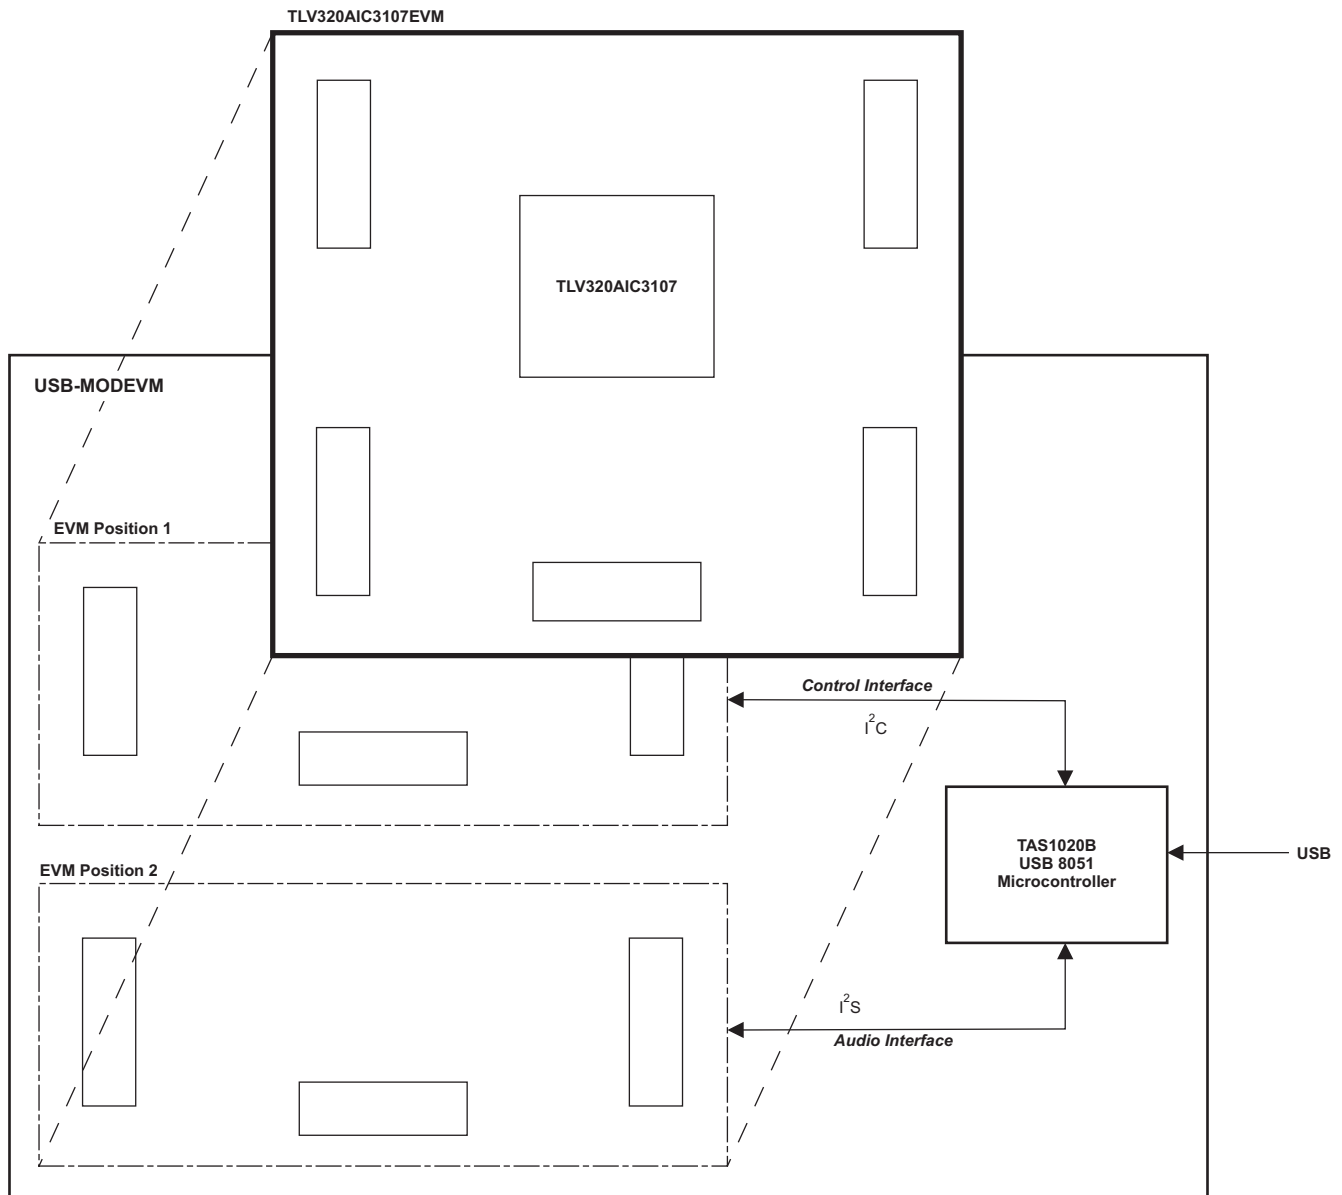 TLV320AIC3107EVM
TLV320AIC3107
USB-MODEVM
EVM Position 1
Control Interface
I²C
TAS1020B
USB 8051
Microcontroller
USB
EVM Position 2
I²S
Audio Interface